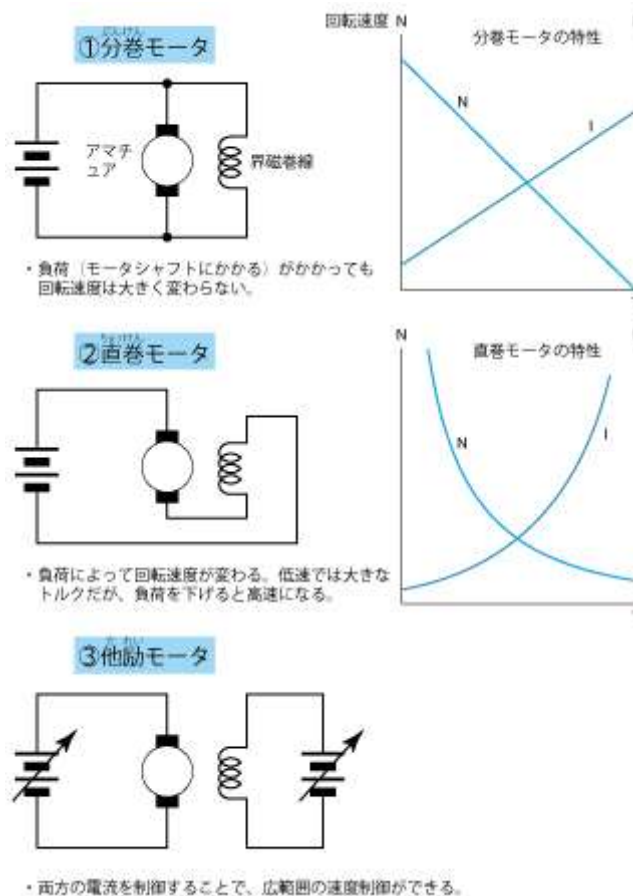 ①分巻モータ
アマチ
ュア
界磁巻線
・負荷（モータシャフトにかかる）がかかっても
回転速度は大きく変わらない。
回転速度 N
分巻モータの特性
N
I
②直巻モータ
・負荷によって回転速度が変わる。低速では大きな
トルクだが、負荷を下げると高速になる。
N
直巻モータの特性
N
I
③他励モータ
・両方の電流を制御することで、広範囲の速度制御ができる。